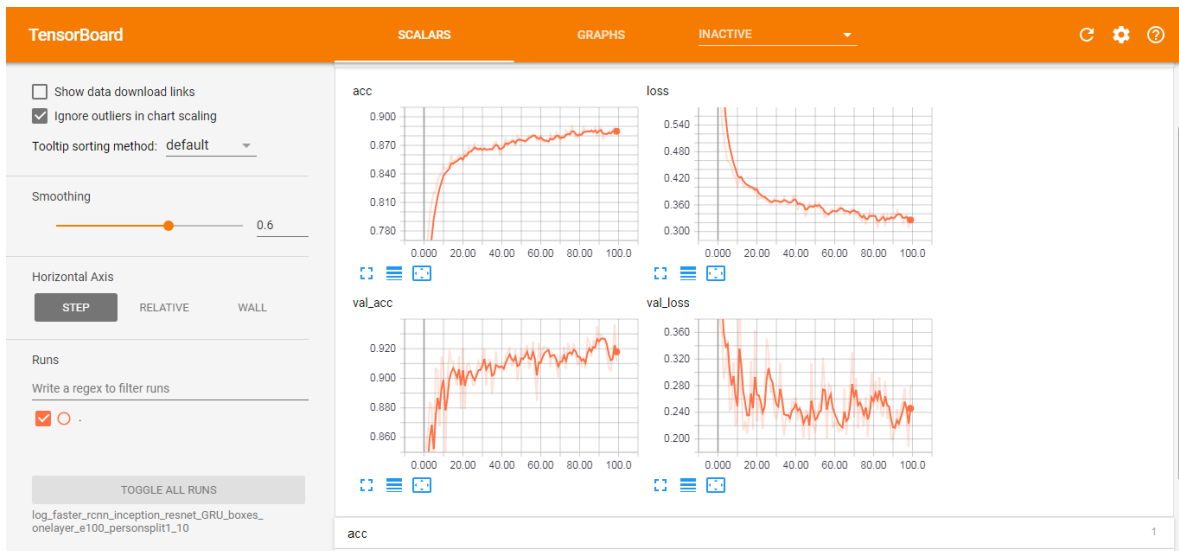 TensorBoard
SCALARS
GRAPHS
INACTIVE
Show data download links
Ignore outliers in chart scaling
Tooltip sorting method: default
Smoothing
0.6
Horizontal Axis
STEP RELATIVE WALL
Runs
Write a regex to filter runs
.
TOGGLE ALL RUNS
log_faster_rcnn_inception_resnet_GRU_boxes_
onelayer_e100_personsplit1_10
acc
0.900
0.870
0.840
0.810
0.780
0.000 20.00 40.00 60.00 80.00 100.0
loss
0.540
0.480
0.420
0.360
0.300
0.000 20.00 40.00 60.00 80.00 100.0
val_acc
0.920
0.900
0.880
0.860
0.000 20.00 40.00 60.00 80.00 100.0
val_loss
0.360
0.320
0.280
0.240
0.200
0.000 20.00 40.00 60.00 80.00 100.0
acc 1